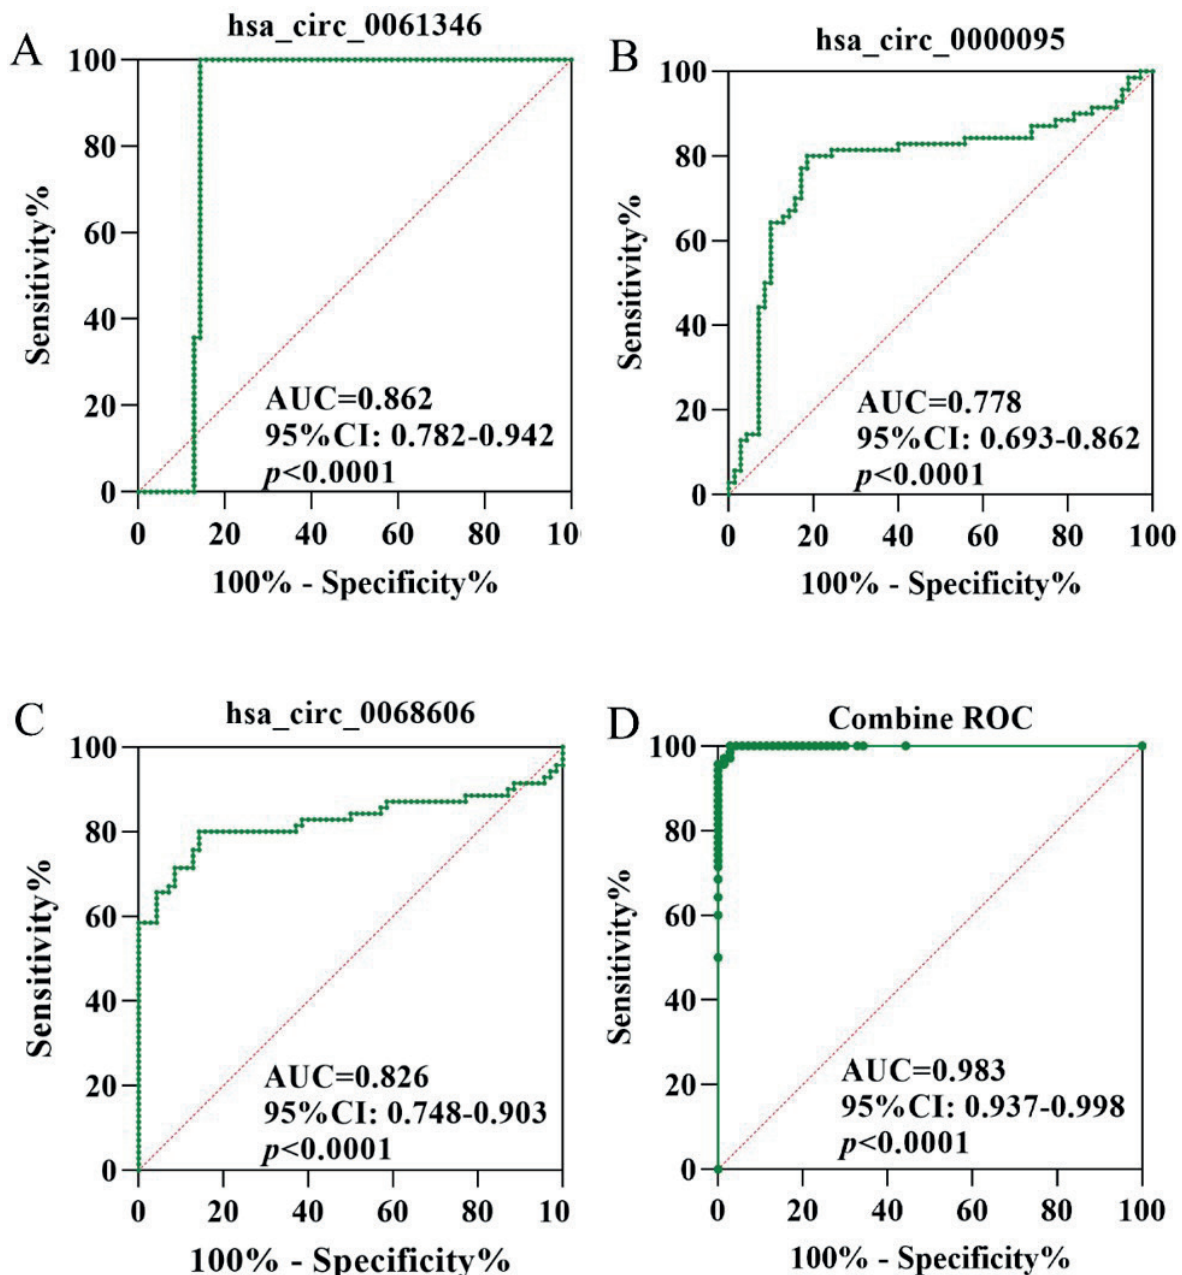 A
hsa_circ_0061346
100
80
60
40
20
0
Sensitivity%
AUC=0.862
95%CI: 0.782-0.942
p<0.0001
0 20 40 60 80 10
100% - Specificity%
B
hsa_circ_0000095
100
80
60
40
20
0
Sensitivity%
AUC=0.778
95%CI: 0.693-0.862
p<0.0001
0 20 40 60 80 100
100% - Specificity%
C
hsa_circ_0068606
100
80
60
40
20
0
Sensitivity%
AUC=0.826
95%CI: 0.748-0.903
p<0.0001
0 20 40 60 80 10
100% - Specificity%
D
Combine ROC
100
80
60
40
20
0
Sensitivity%
AUC=0.983
95%CI: 0.937-0.998
p<0.0001
0 20 40 60 80 100
100% - Specificity%